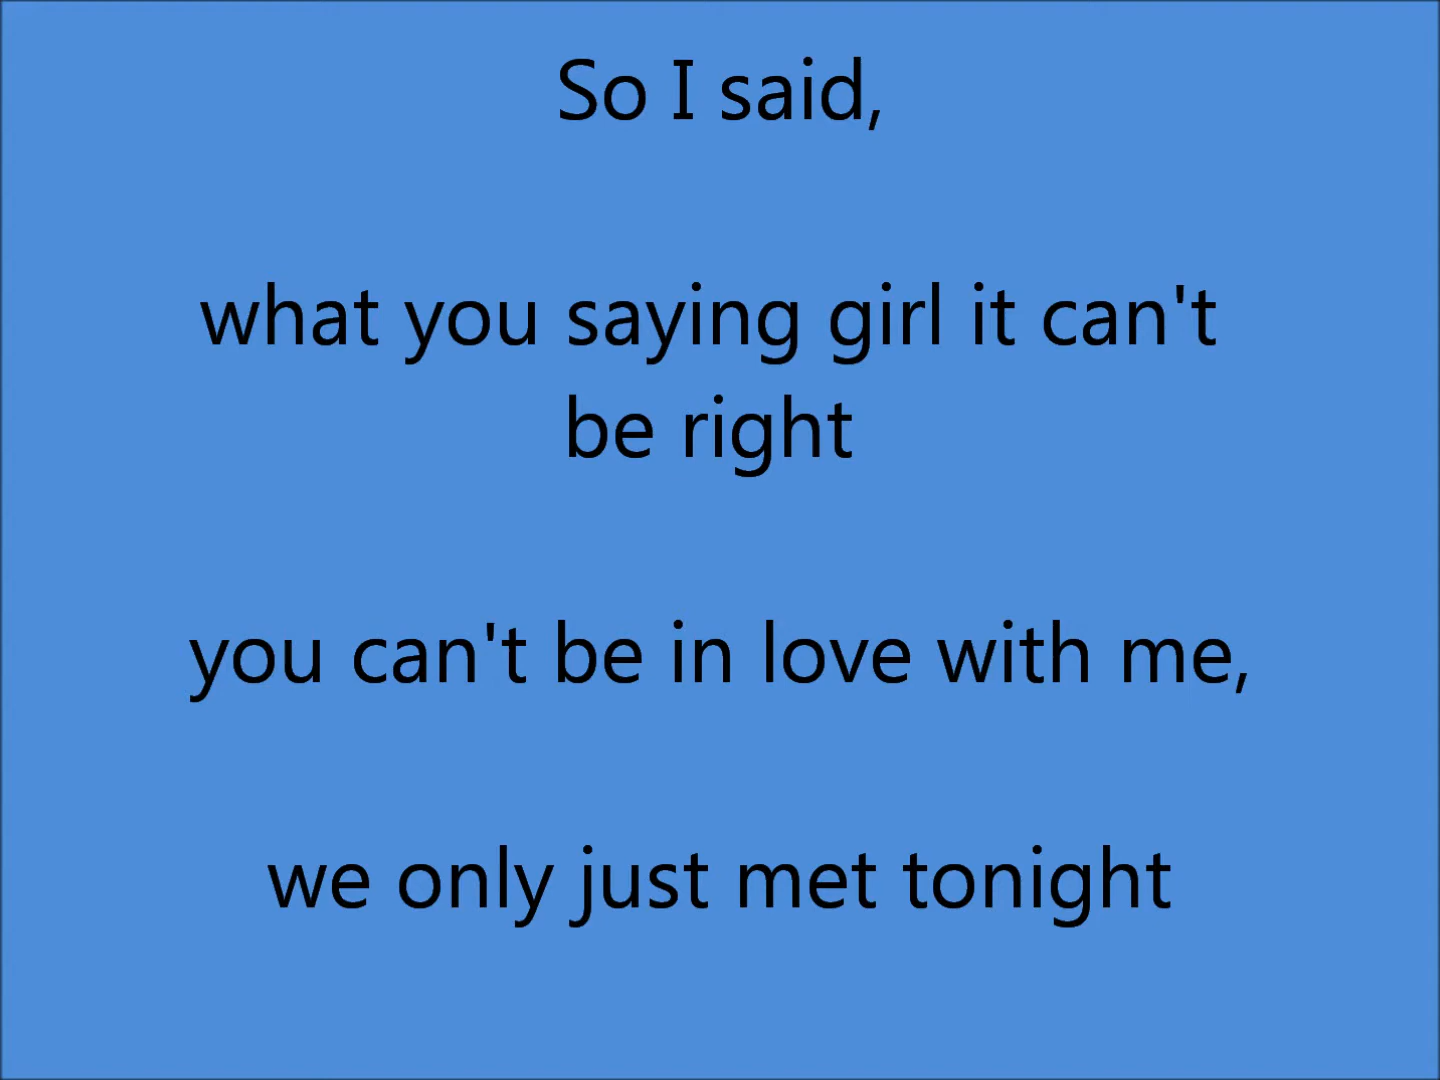 So I said,
what you saying girl it can't
be right
you can't be in love with me,
we only just met tonight